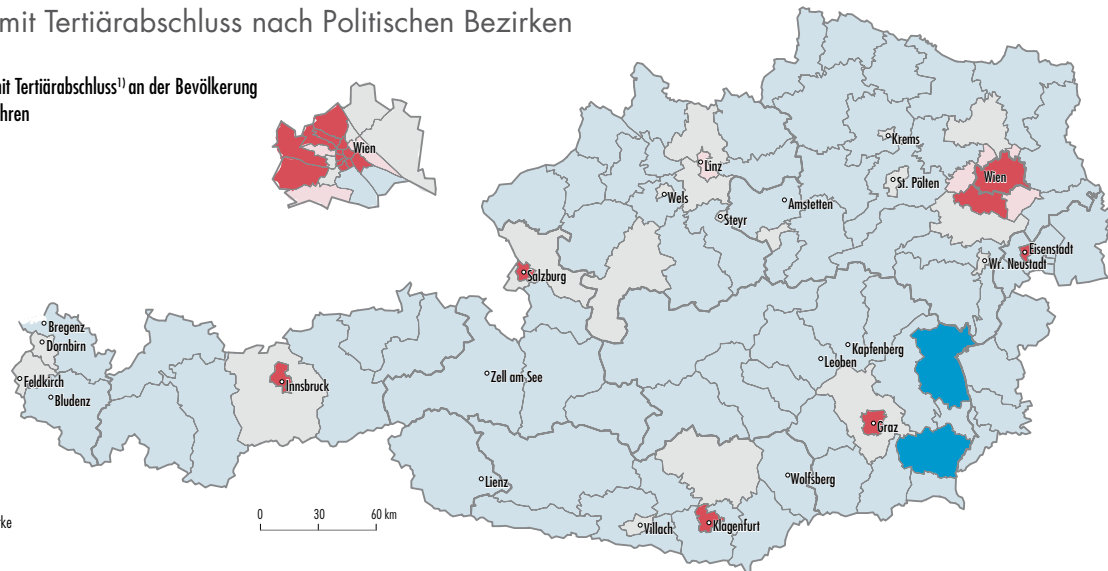 mit Tertiärabschluss nach Politischen Bezirken
mit Tertiärabschluss¹⁾ an der Bevölkerung
Wien
Krems
Linz
St. Pölten
Wien
Wels
Amstetten
Steyr
Eisenstadt
Wr. Neustadt
Salzburg
Bregenz
Dornbirn
Kapfenberg
Leoben
Feldkirch
Innsbruck
Zell am See
Bludenz
Graz
Lienz
Wolfsberg
0 30 60 km
Villach
Klagenfurt